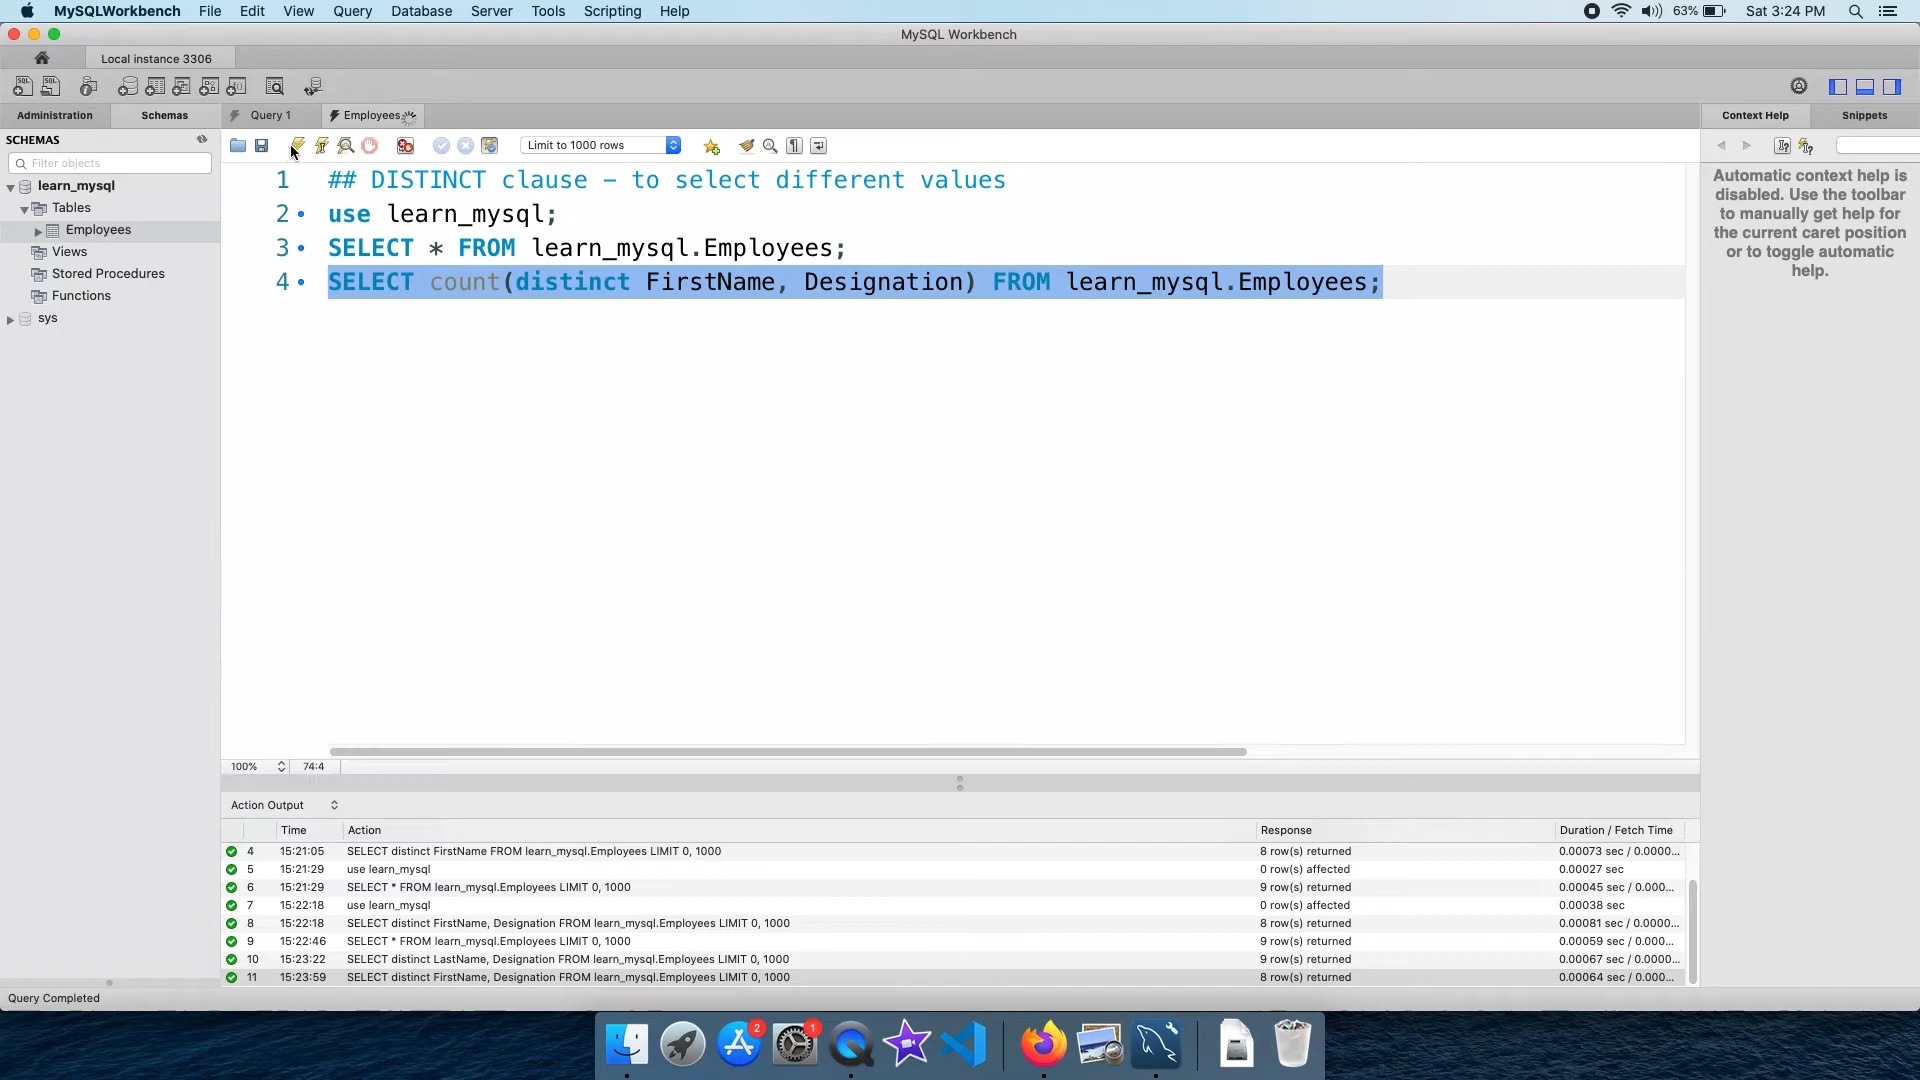 MySQLWorkbench File Edit View Query Database Server Tools Scripting Help 63% Sat 3:24 PM
MySQL Workbench
Local instance 3306
Administration Schemas Query 1 Employees Context Help Snippets
SCHEMAS
Limit to 1000 rows
Filter objects
learn_mysql
Tables
Employees
Views
Stored Procedures
Functions
sys
1 ## DISTINCT clause – to select different values
2 use learn_mysql;
3 SELECT * FROM learn_mysql.Employees;
4 SELECT count(distinct FirstName, Designation) FROM learn_mysql.Employees;
Automatic context help is
disabled. Use the toolbar
to manually get help for
the current caret position
or to toggle automatic
help.
100% 74:4
Action Output
Time Action Response Duration / Fetch Time
4 15:21:05 SELECT distinct FirstName FROM learn_mysql.Employees LIMIT 0, 1000 8 row(s) returned 0.00073 sec / 0.0000...
5 15:21:29 use learn_mysql 0 row(s) affected 0.00027 sec
6 15:21:29 SELECT * FROM learn_mysql.Employees LIMIT 0, 1000 9 row(s) returned 0.00045 sec / 0.000...
7 15:22:18 use learn_mysql 0 row(s) affected 0.00038 sec
8 15:22:18 SELECT distinct FirstName, Designation FROM learn_mysql.Employees LIMIT 0, 1000 8 row(s) returned 0.00081 sec / 0.0000...
9 15:22:46 SELECT * FROM learn_mysql.Employees LIMIT 0, 1000 9 row(s) returned 0.00059 sec / 0.000...
10 15:23:22 SELECT distinct LastName, Designation FROM learn_mysql.Employees LIMIT 0, 1000 9 row(s) returned 0.00067 sec / 0.0000...
11 15:23:59 SELECT distinct FirstName, Designation FROM learn_mysql.Employees LIMIT 0, 1000 8 row(s) returned 0.00064 sec / 0.000...
Query Completed
2 1